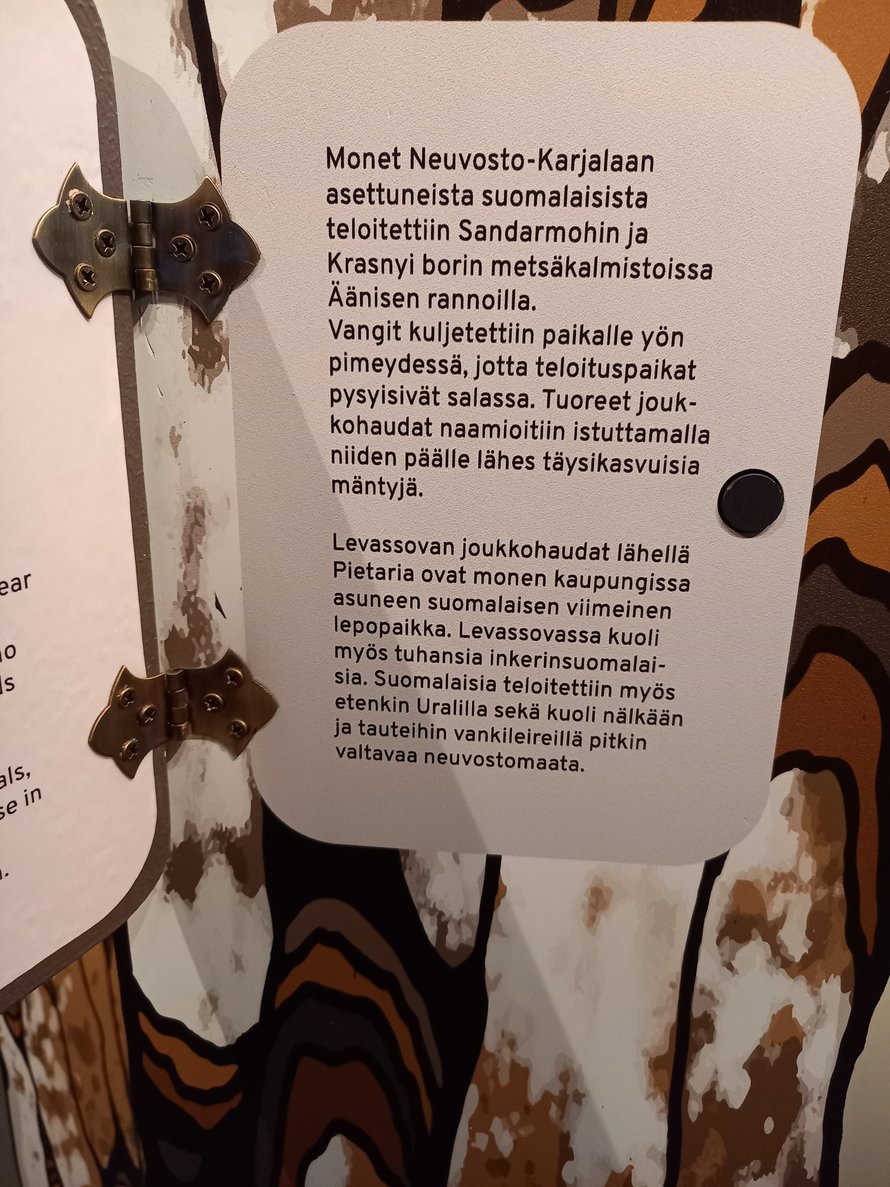 Monet Neuvosto-Karjalaan
asettuneista suomalaisista
teloitettiin Sandarmohin ja
Krasnyi borin metsäkalmistoissa
Äänisen rannoilla.
Vangit kuljetettiin paikalle yön
pimeydessä, jotta teloituspaikat
pysyisivät salassa. Tuoreet jouk-
kohaudat naamioitiin istuttamalla
niiden päälle lähes täysikasvuisia
mäntyjä.
Levassovan joukkohaudat lähellä
Pietaria ovat monen kaupungissa
asuneen suomalaisen viimeinen
lepopaikka. Levassovassa kuoli
myös tuhansia inkerinsuomalai-
sia. Suomalaisia teloitettiin myös
etenkin Uralilla sekä kuoli nälkään
ja tauteihin vankileireillä pitkin
valtavaa neuvostomaata.